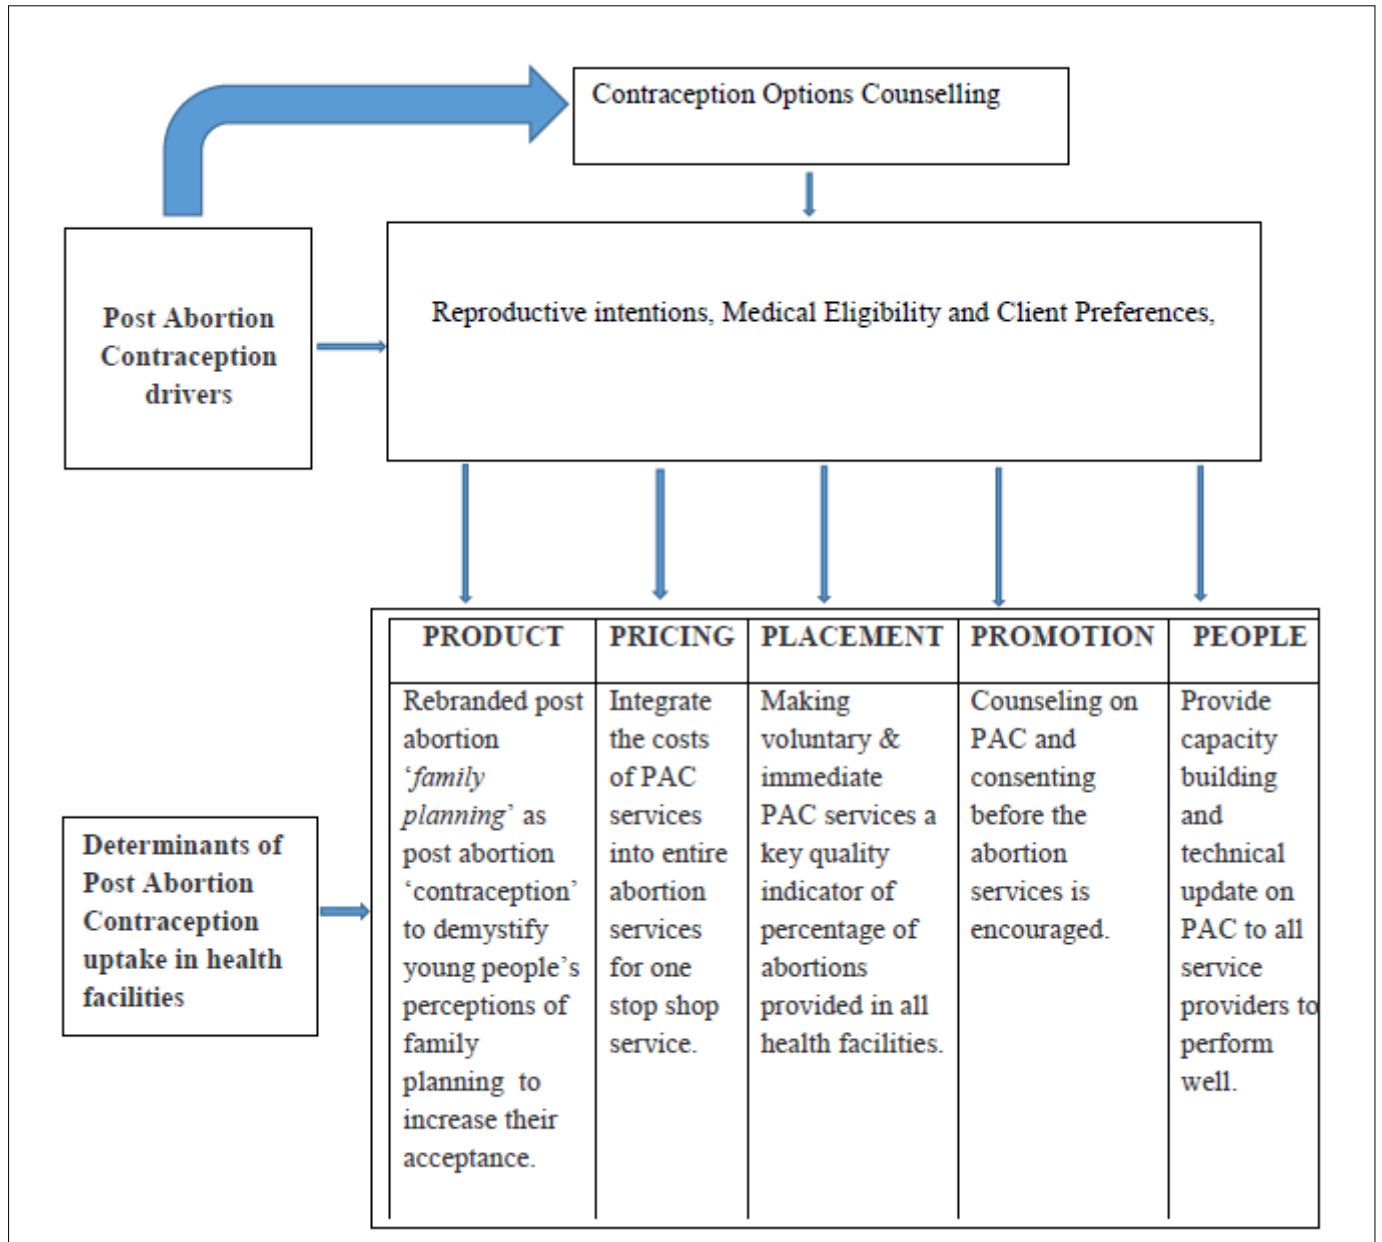 Contraception Options Counselling
Post Abortion
Contraception
drivers
Reproductive intentions, Medical Eligibility and Client Preferences,
Determinants of
Post Abortion
Contraception
uptake in health
facilities
PRODUCT
Rebranded post
abortion
‘family
planning’ as
post abortion
‘contraception’
to demystify
young people’s
perceptions of
family
planning to
increase their
acceptance.
PRICING
Integrate
the costs
of PAC
services
into entire
abortion
services
for one
stop shop
service.
PLACEMENT
Making
voluntary &
immediate
PAC services a
key quality
indicator of
percentage of
abortions
provided in all
health facilities.
PROMOTION
Counseling on
PAC and
consenting
before the
abortion
services is
encouraged.
PEOPLE
Provide
capacity
building
and
technical
update on
PAC to all
service
providers to
perform
well.